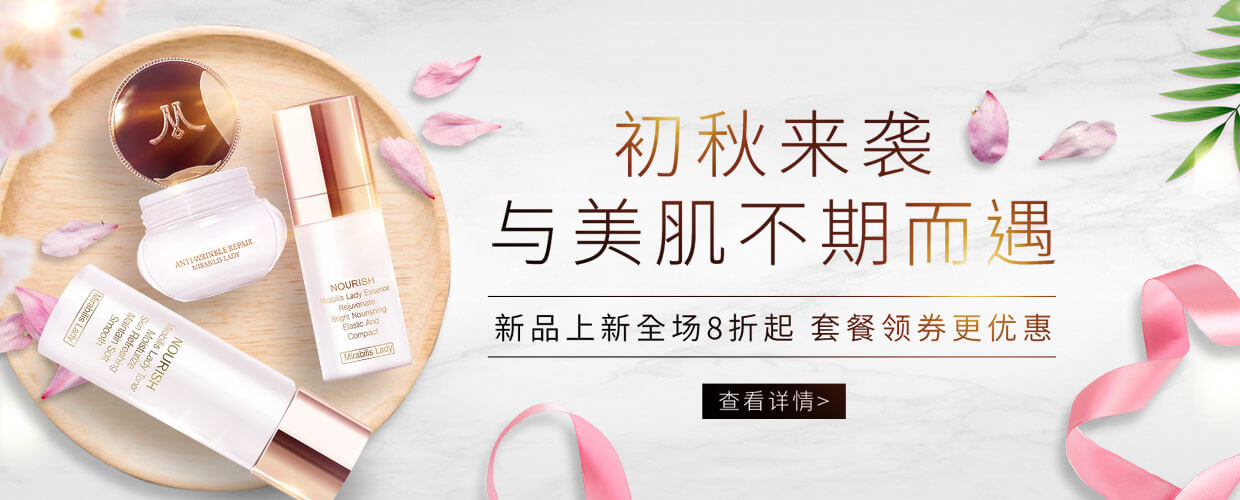 初秋来袭
与美肌不期而遇
新品上新全场8折起 套餐领券更优惠
查看详情>
M
ANTI-WRINKLE REPAIR
MIRABILIS LADY
NOURISH
Mirabilis Lady Essence
Rejuvenate
Bright Nourishing
Elastic And
Compact
Mirabilis Lady
NOURISH
Mirabilis Lady Toner
Moisturize
Skin Refreshing
Maintain Soft
Smooth
Mirabilis Lady